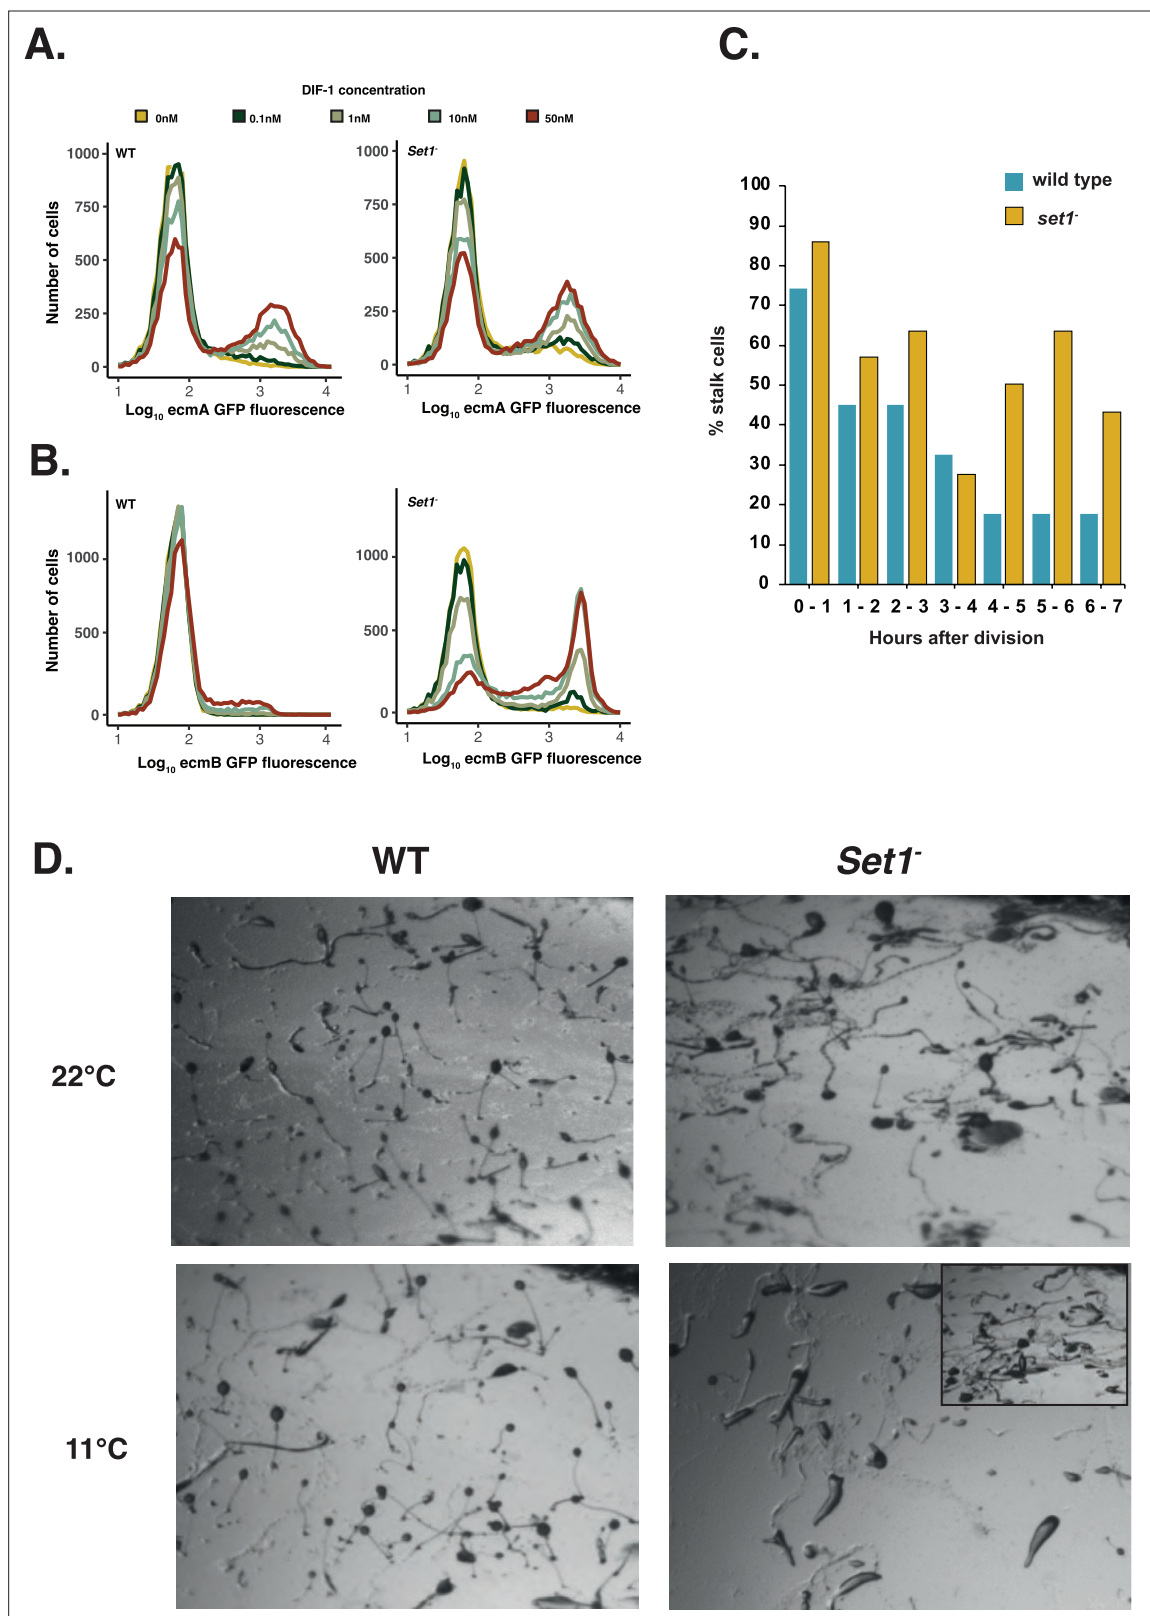 A.
C.
DIF-1 concentration
0nM 0.1nM 1nM 10nM 50nM
WT
Number of cells
1000
750
500
250
0
1 2 3 4
Log10 ecmA GFP fluorescence
Set1-
1000
750
500
250
0
1 2 3 4
Log10 ecmA GFP fluorescence
wild type
set1-
% stalk cells
100
90
80
70
60
50
40
30
20
10
0
0 - 1 1 - 2 2 - 3 3 - 4 4 - 5 5 - 6 6 - 7
Hours after division
B.
WT
Number of cells
1000
500
0
1 2 3 4
Log10 ecmB GFP fluorescence
Set1-
1000
500
0
1 2 3 4
Log10 ecmB GFP fluorescence
D.
WT
Set1-
22°C
11°C